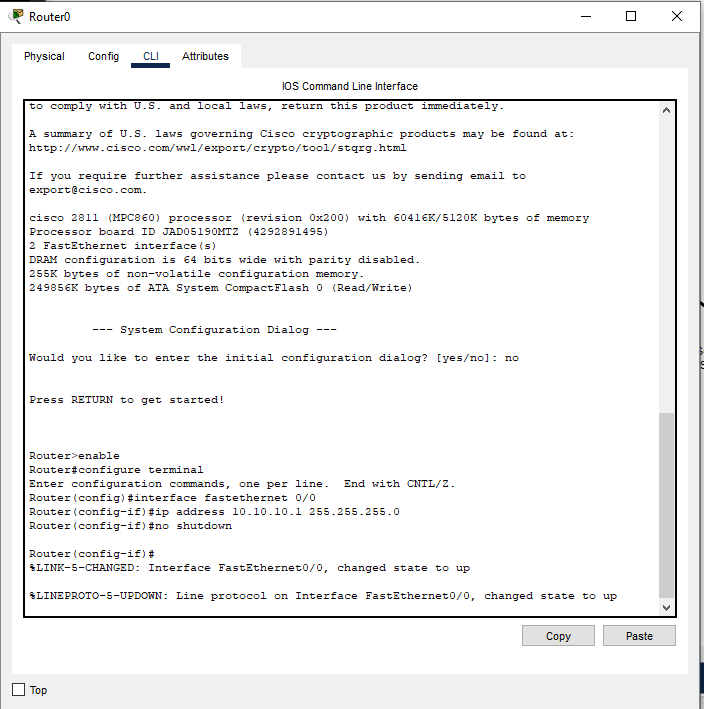 Router0
Physical Config CLI Attributes
IOS Command Line Interface
to comply with U.S. and local laws, return this product immediately.
A summary of U.S. laws governing Cisco cryptographic products may be found at:
http://www.cisco.com/wwl/export/crypto/tool/stqrg.html
If you require further assistance please contact us by sending email to
export@cisco.com.
cisco 2811 (MPC860) processor (revision 0x200) with 60416K/5120K bytes of memory
Processor board ID JAD05190MTZ (4292891495)
2 FastEthernet interface(s)
DRAM configuration is 64 bits wide with parity disabled.
255K bytes of non-volatile configuration memory.
249856K bytes of ATA System CompactFlash 0 (Read/Write)
--- System Configuration Dialog ---
Would you like to enter the initial configuration dialog? [yes/no]: no
Press RETURN to get started!
Router>enable
Router#configure terminal
Enter configuration commands, one per line.  End with CNTL/Z.
Router(config)#interface fastethernet 0/0
Router(config-if)#ip address 10.10.10.1 255.255.255.0
Router(config-if)#no shutdown
Router(config-if)#
%LINK-5-CHANGED: Interface FastEthernet0/0, changed state to up
%LINEPROTO-5-UPDOWN: Line protocol on Interface FastEthernet0/0, changed state to up
Copy Paste
Top